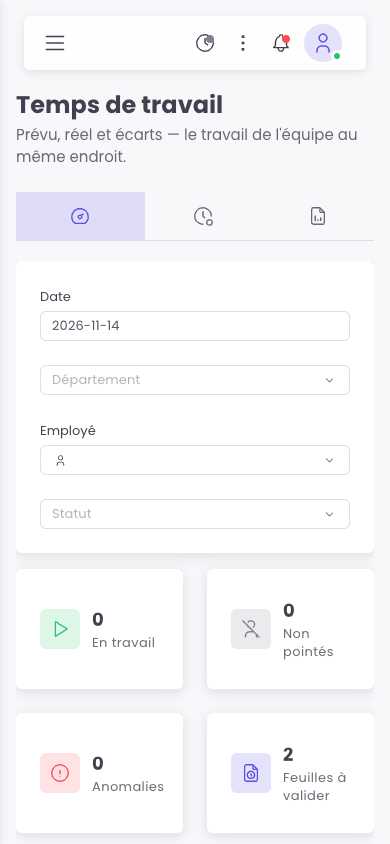 Temps de travail
Prévu, réel et écarts — le travail de l'équipe au
même endroit.
Date
2026-11-14
Département
Employé
Statut
0
En travail
0
Non
pointés
0
Anomalies
2
Feuilles à
valider